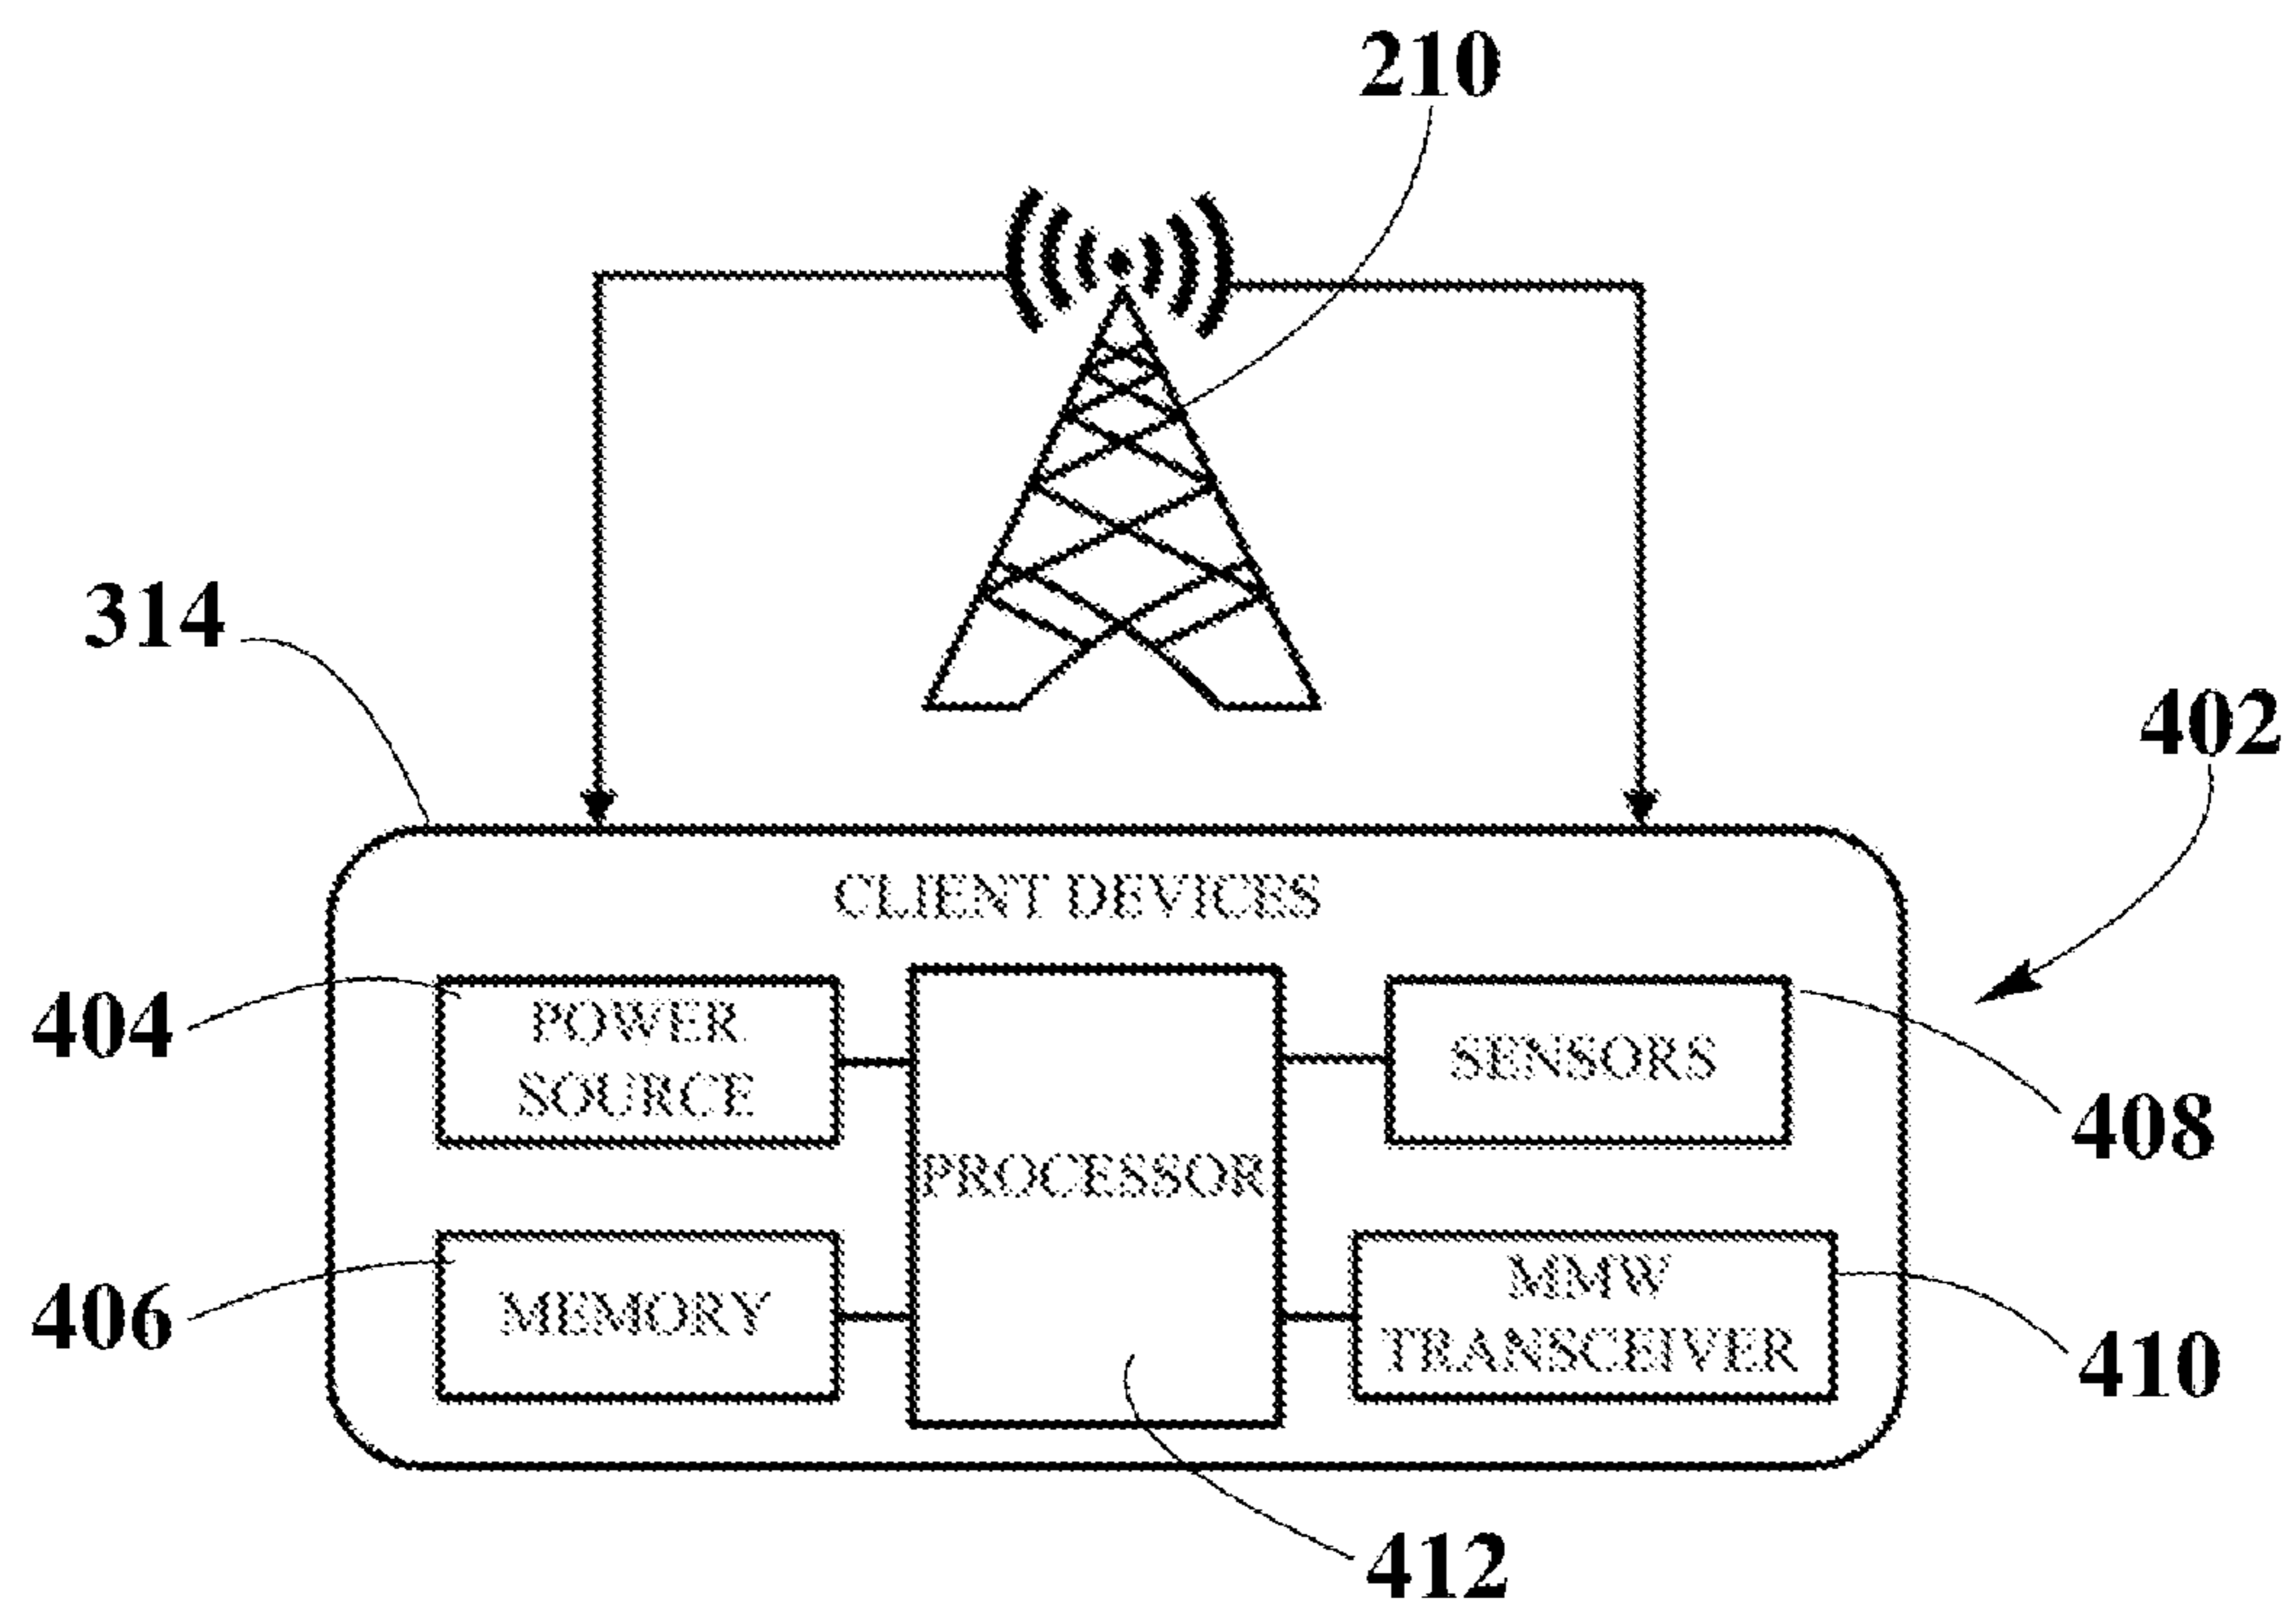 210
314
402
CLIENT DEVICES
404
POWER
SOURCE
SENSORS
408
PROCESSOR
406
MEMORY
MMW
TRANSCEIVER
410
412